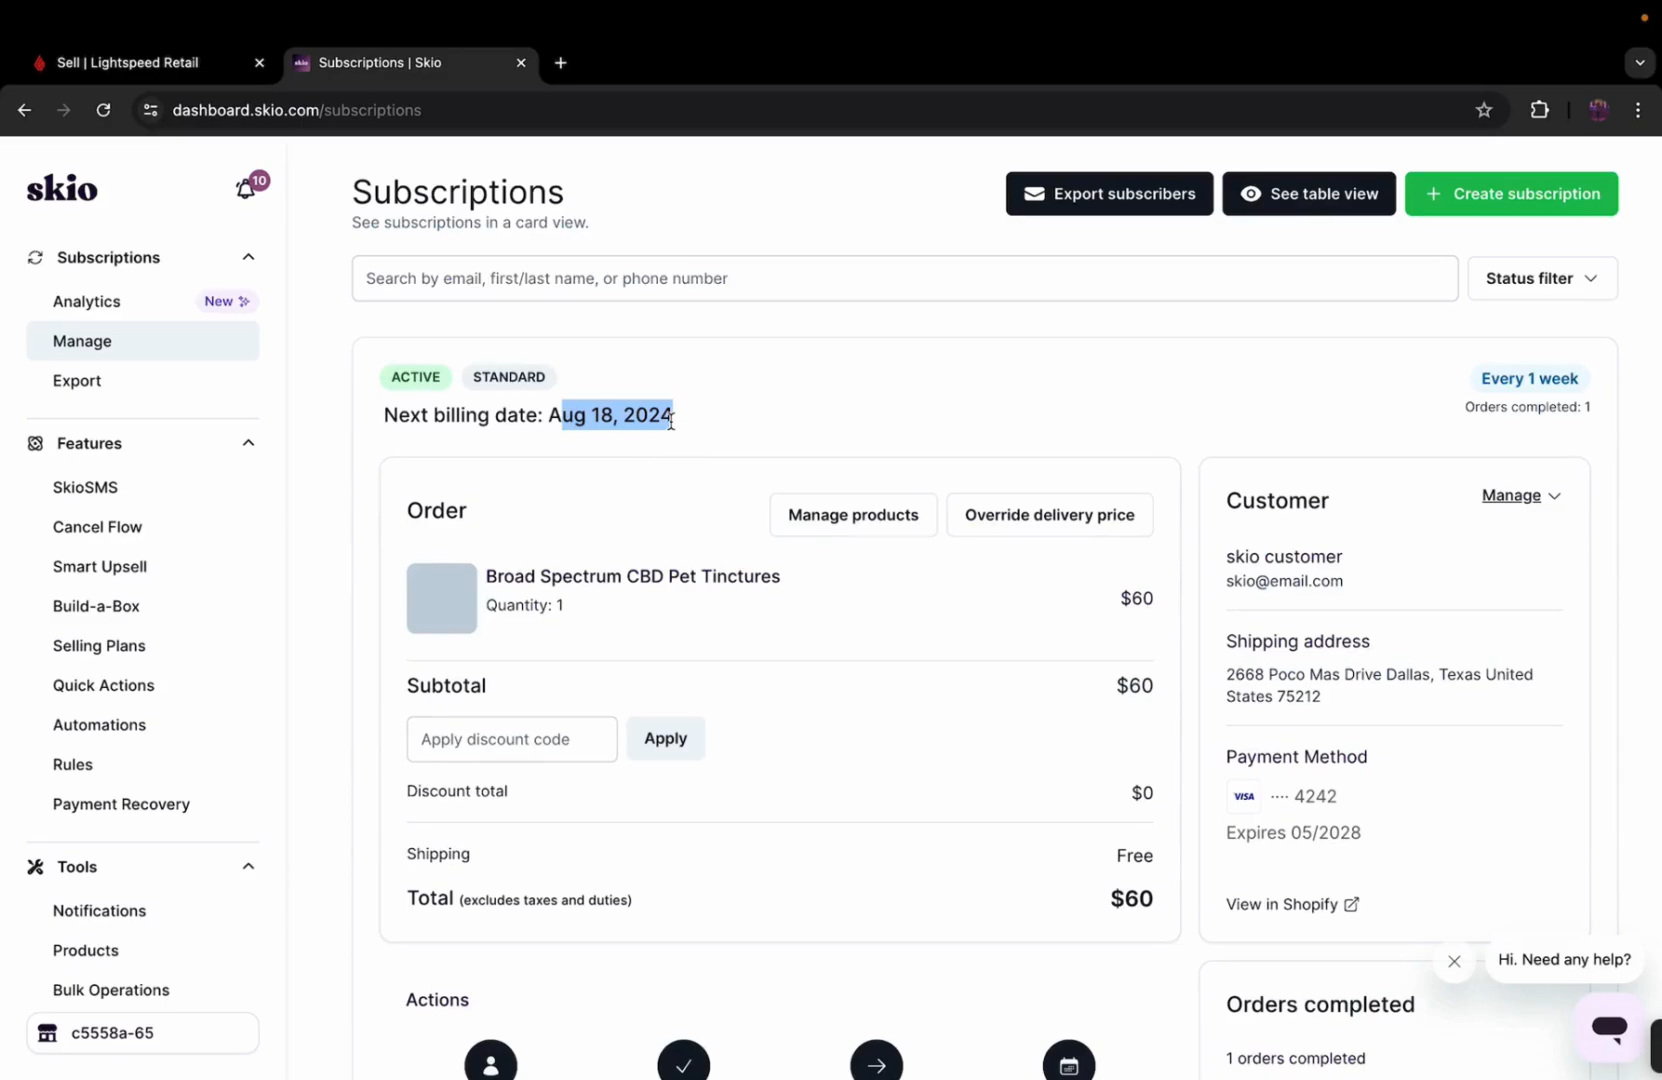 Sell | Lightspeed Retail
Subscriptions | Skio
dashboard.skio.com/subscriptions
skio
10
Subscriptions
Analytics New
Manage
Export
Features
SkioSMS
Cancel Flow
Smart Upsell
Build-a-Box
Selling Plans
Quick Actions
Automations
Rules
Payment Recovery
Tools
Notifications
Products
Bulk Operations
c5558a-65
Subscriptions
See subscriptions in a card view.
Export subscribers
See table view
Create subscription
Search by email, first/last name, or phone number
Status filter
ACTIVE STANDARD
Next billing date: Aug 18, 2024
Every 1 week
Orders completed: 1
Order
Manage products
Override delivery price
Broad Spectrum CBD Pet Tinctures
Quantity: 1
$60
Subtotal $60
Apply discount code
Apply
Discount total $0
Shipping Free
Total (excludes taxes and duties) $60
Actions
Customer
Manage
skio customer
skio@email.com
Shipping address
2668 Poco Mas Drive Dallas, Texas United
States 75212
Payment Method
VISA ···· 4242
Expires 05/2028
View in Shopify
Hi. Need any help?
Orders completed
1 orders completed